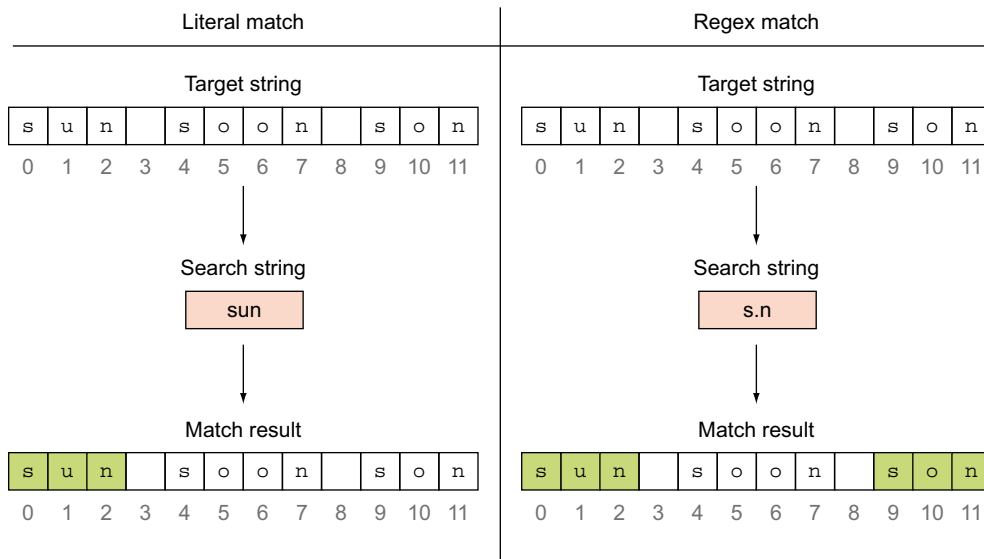 Literal match
Regex match
Target string
s u n s o o n s o n
0 1 2 3 4 5 6 7 8 9 10 11
Search string
sun
Match result
s u n s o o n s o n
0 1 2 3 4 5 6 7 8 9 10 11
Target string
s u n s o o n s o n
0 1 2 3 4 5 6 7 8 9 10 11
Search string
s.n
Match result
s u n s o o n s o n
0 1 2 3 4 5 6 7 8 9 10 11